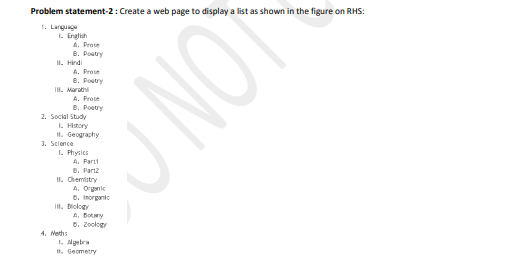 Problem statement-2 : Create a web page to display a list as shown in the figure on RHS:
1. Language
I. English
A. Prose
B. Poetry
II. Hindi
A. Prose
B. Poetry
III. Marathi
A. Prose
B. Poetry
2. Social Study
I. History
II. Geography
3. Science
I. Physics
A. Part1
B. Part2
II. Chemistry
A. Organic
B. Inorganic
III. Biology
A. Botany
B. Zoology
4. Maths
I. Algebra
II. Geometry